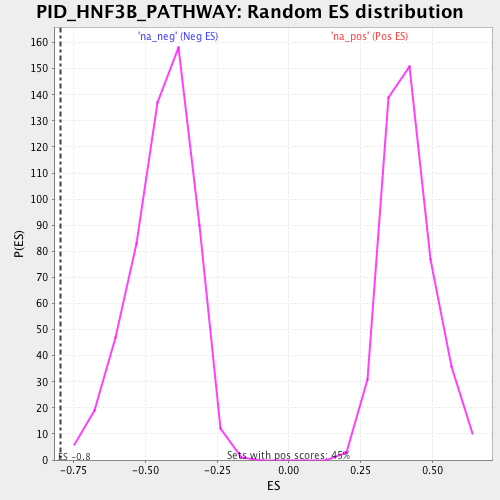 PID_HNF3B_PATHWAY: Random ES distribution
'na_neg' (Neg ES) 'na_pos' (Pos ES)
160
150
140
130
120
110
100
90
80
70
60
50
40
30
20
10
0
P(ES)
ES -0.8
Sets with pos scores: 45%
-0.75 -0.50 -0.25 0.00 0.25 0.50
ES